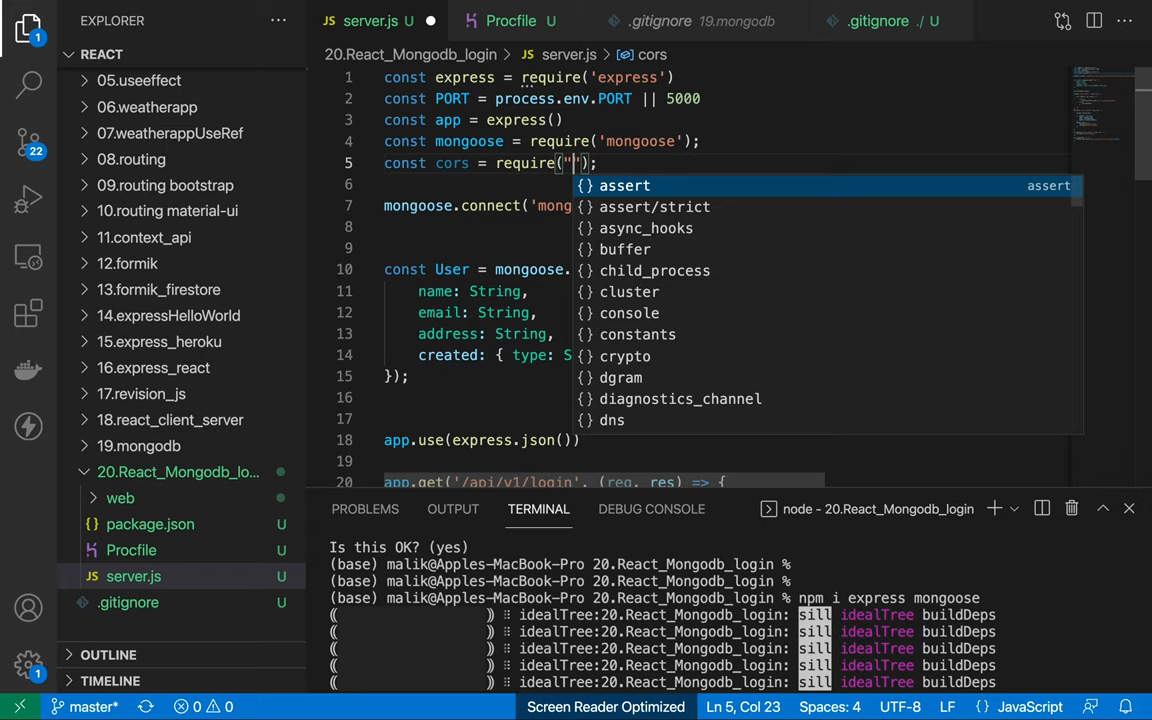 EXPLORER
REACT
05.useeffect
06.weatherapp
07.weatherappUseRef
08.routing
09.routing bootstrap
10.routing material-ui
11.context_api
12.formik
13.formik_firestore
14.expressHelloWorld
15.express_heroku
16.express_react
17.revision_js
18.react_client_server
19.mongodb
20.React_Mongodb_lo...
web
{} package.json U
Procfile U
JS server.js U
.gitignore U
OUTLINE
TIMELINE
1
22
1
JS server.js U
Procfile U
.gitignore 19.mongodb
.gitignore ./ U
20.React_Mongodb_login > JS server.js > cors
1 const express = require('express')
2 const PORT = process.env.PORT || 5000
3 const app = express()
4 const mongoose = require('mongoose');
5 const cors = require("");
6
7 mongoose.connect('mong
8
9
10 const User = mongoose.
11 name: String,
12 email: String,
13 address: String,
14 created: { type: S
15 });
16
17
18 app.use(express.json())
19
20 app.get('/api/v1/login', (req, res) => {
{} assert assert
{} assert/strict
{} async_hooks
{} buffer
{} child_process
{} cluster
{} console
{} constants
{} crypto
{} dgram
{} diagnostics_channel
{} dns
PROBLEMS OUTPUT TERMINAL DEBUG CONSOLE
node - 20.React_Mongodb_login
Is this OK? (yes)
(base) malik@Apples-MacBook-Pro 20.React_Mongodb_login %
(base) malik@Apples-MacBook-Pro 20.React_Mongodb_login %
(base) malik@Apples-MacBook-Pro 20.React_Mongodb_login % npm i express mongoose
(( )) ⠸ idealTree:20.React_Mongodb_login: sill idealTree buildDeps
(( )) ⠸ idealTree:20.React_Mongodb_login: sill idealTree buildDeps
(( )) ⠸ idealTree:20.React_Mongodb_login: sill idealTree buildDeps
(( )) ⠸ idealTree:20.React_Mongodb_login: sill idealTree buildDeps
(( )) ⠸ idealTree:20.React_Mongodb_login: sill idealTree buildDeps
master* 0 0 Screen Reader Optimized Ln 5, Col 23 Spaces: 4 UTF-8 LF {} JavaScript